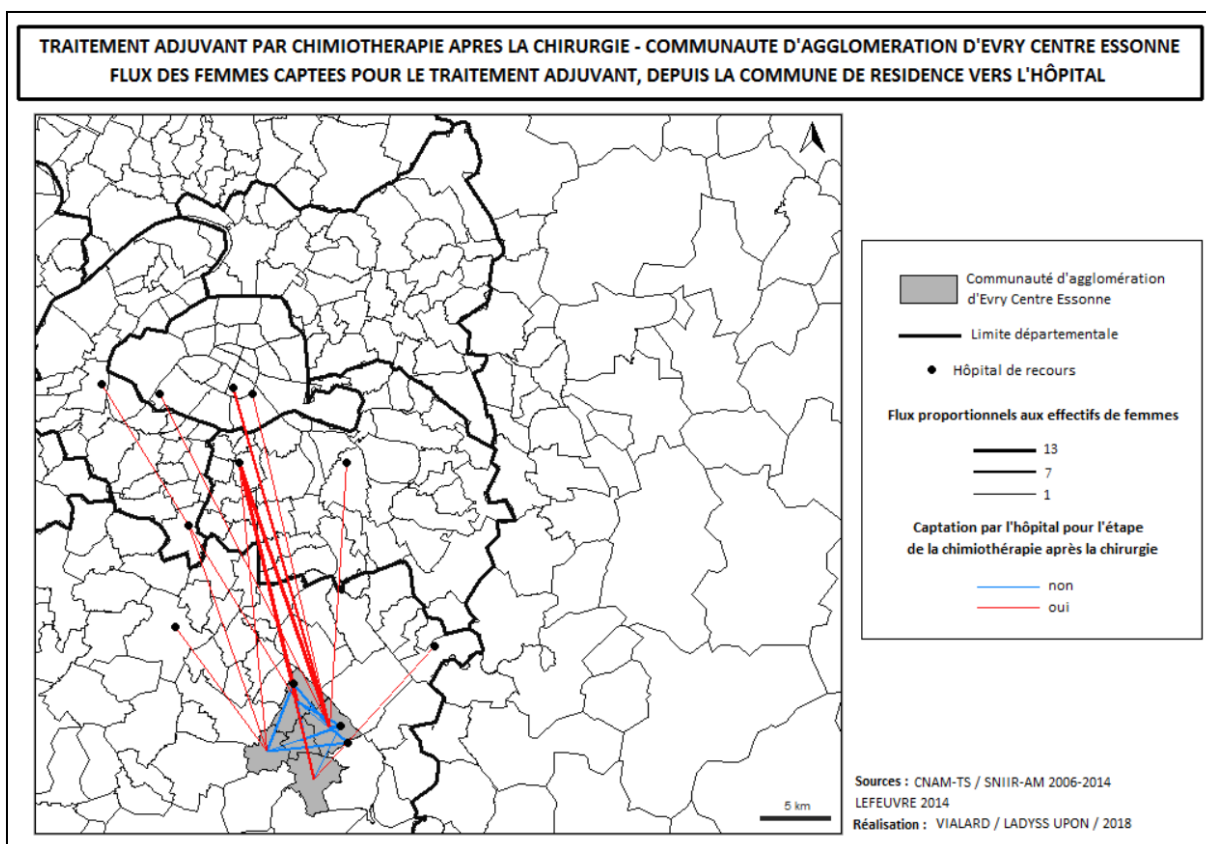 TRAITEMENT ADJUVANT PAR CHIMIOTHERAPIE APRES LA CHIRURGIE - COMMUNAUTE D'AGGLOMERATION D'EVRY CENTRE ESSONNE
FLUX DES FEMMES CAPTEES POUR LE TRAITEMENT ADJUVANT, DEPUIS LA COMMUNE DE RESIDENCE VERS L'HÔPITAL
Communauté d'agglomération
d'Evry Centre Essonne
Limite départementale
Hôpital de recours
Flux proportionnels aux effectifs de femmes
13
7
1
Captation par l'hôpital pour l'étape
de la chimiothérapie après la chirurgie
non
oui
5 km
Sources : CNAM-TS / SNIIR-AM 2006-2014
LEFEUVRE 2014
Réalisation : VIALARD / LADYSS UPON / 2018